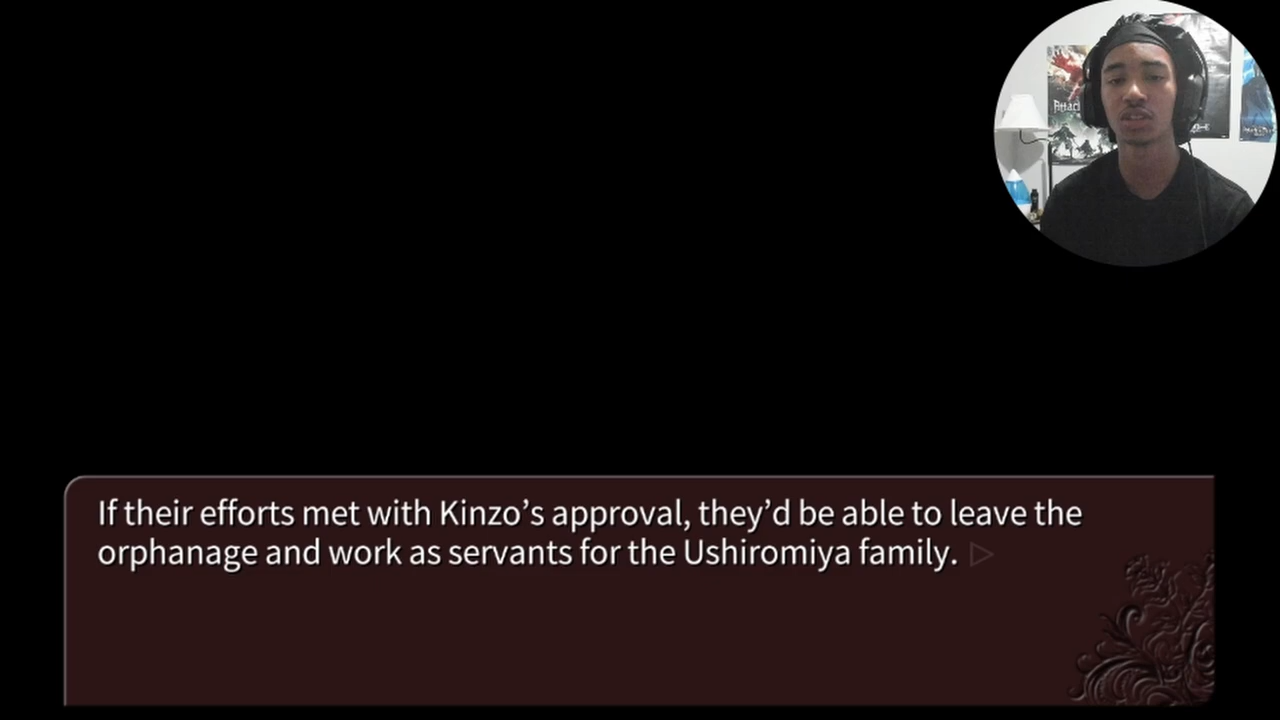 Attac
If their efforts met with Kinzo’s approval, they’d be able to leave the
orphanage and work as servants for the Ushiromiya family.